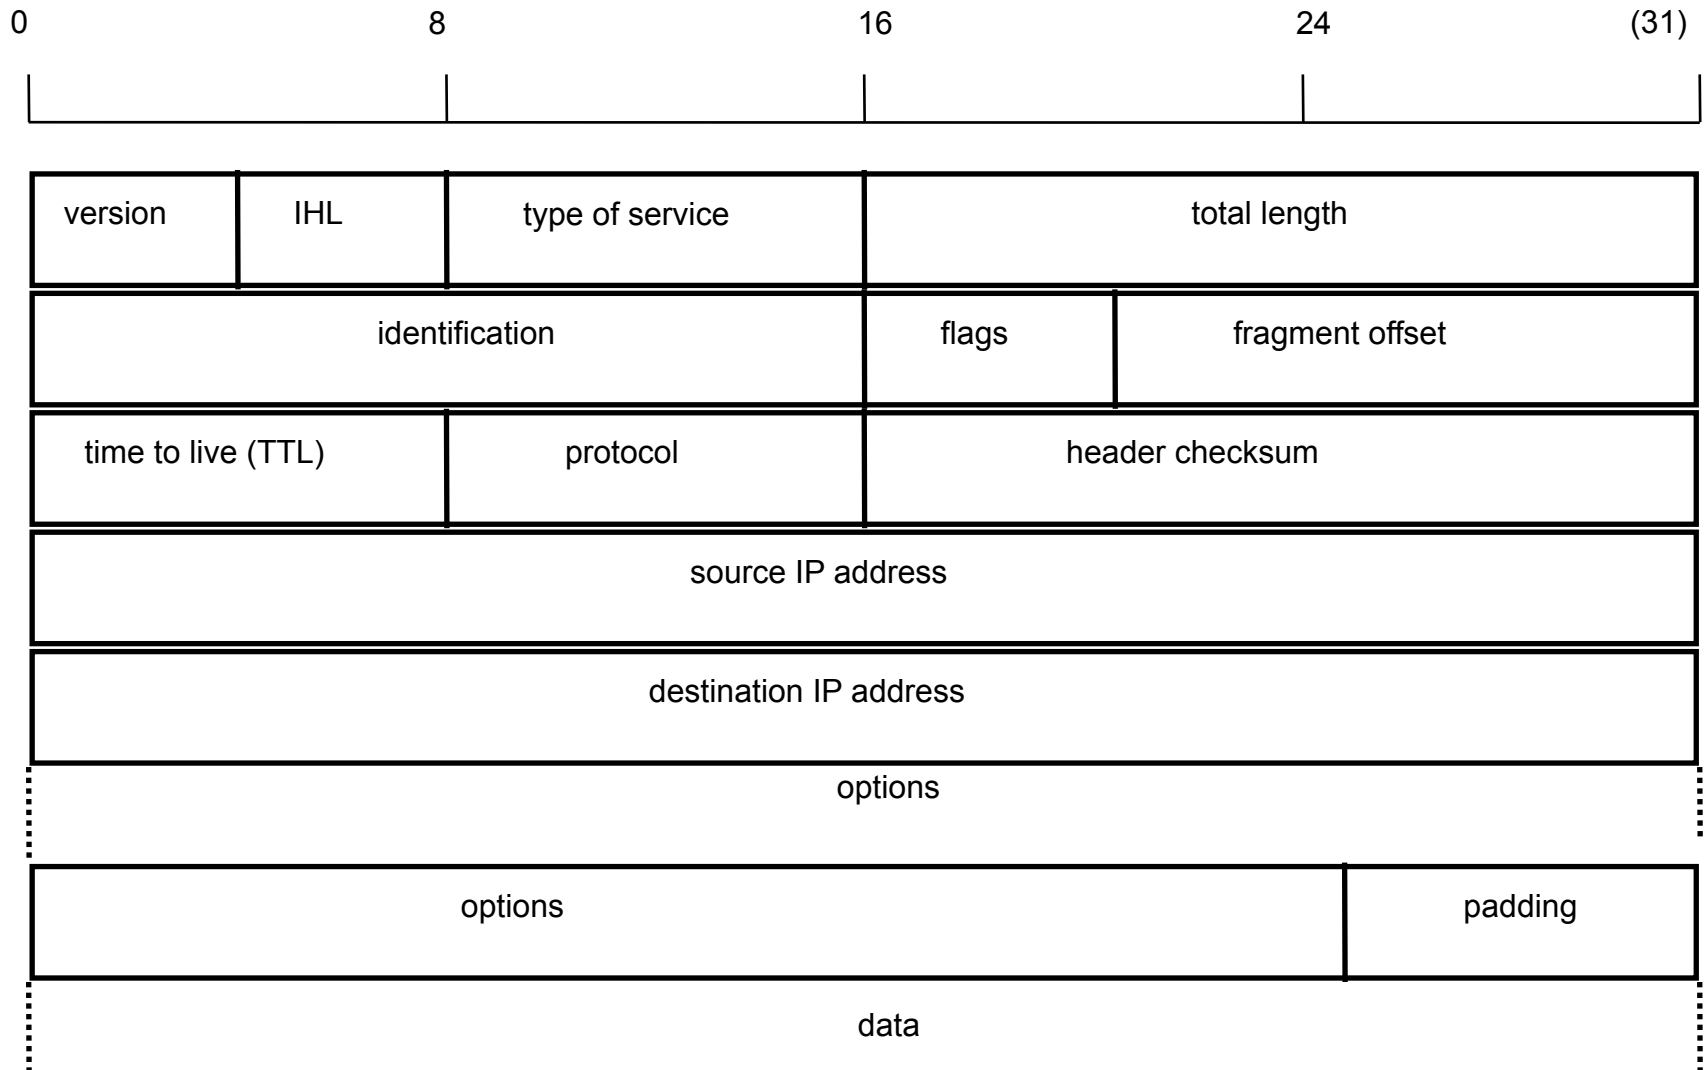 0 8 16 24 (31)
version IHL type of service total length
identification flags fragment offset
time to live (TTL) protocol header checksum
source IP address
destination IP address
options
options padding
data